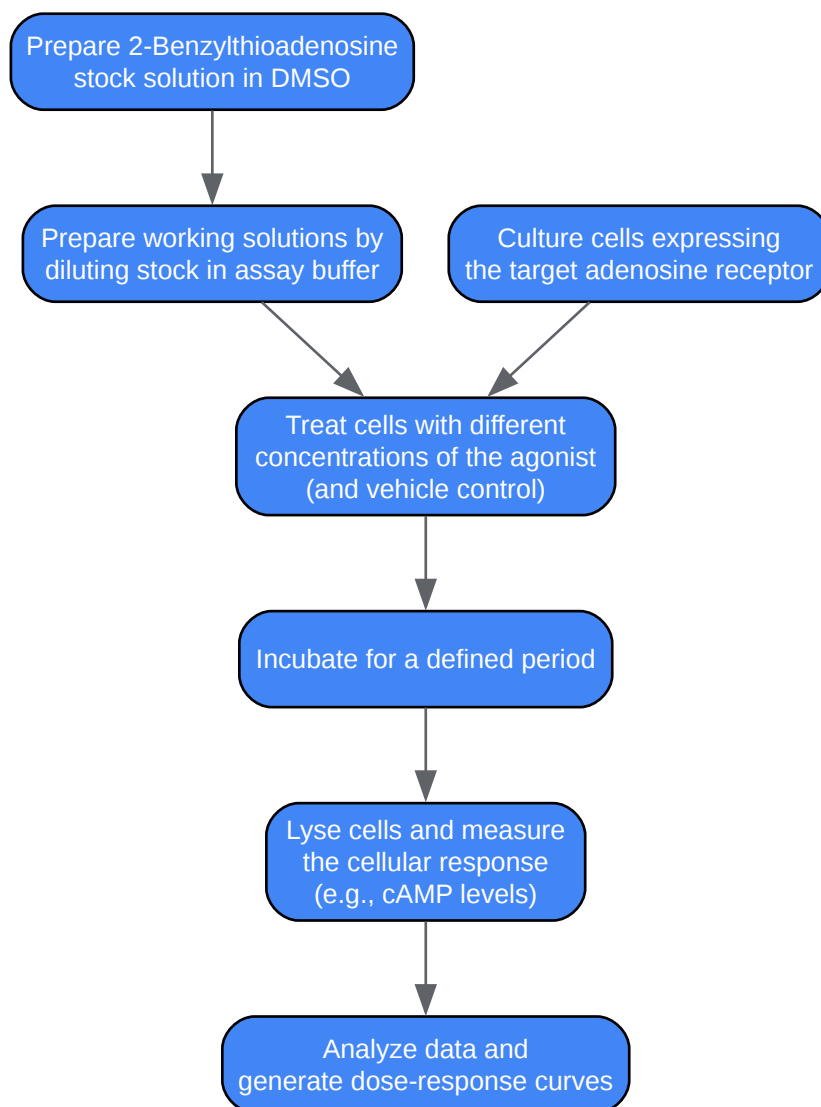 Prepare 2-Benzylthioadenosine
stock solution in DMSO
Prepare working solutions by
diluting stock in assay buffer
Culture cells expressing
the target adenosine receptor
Treat cells with different
concentrations of the agonist
(and vehicle control)
Incubate for a defined period
Lyse cells and measure
the cellular response
(e.g., cAMP levels)
Analyze data and
generate dose-response curves